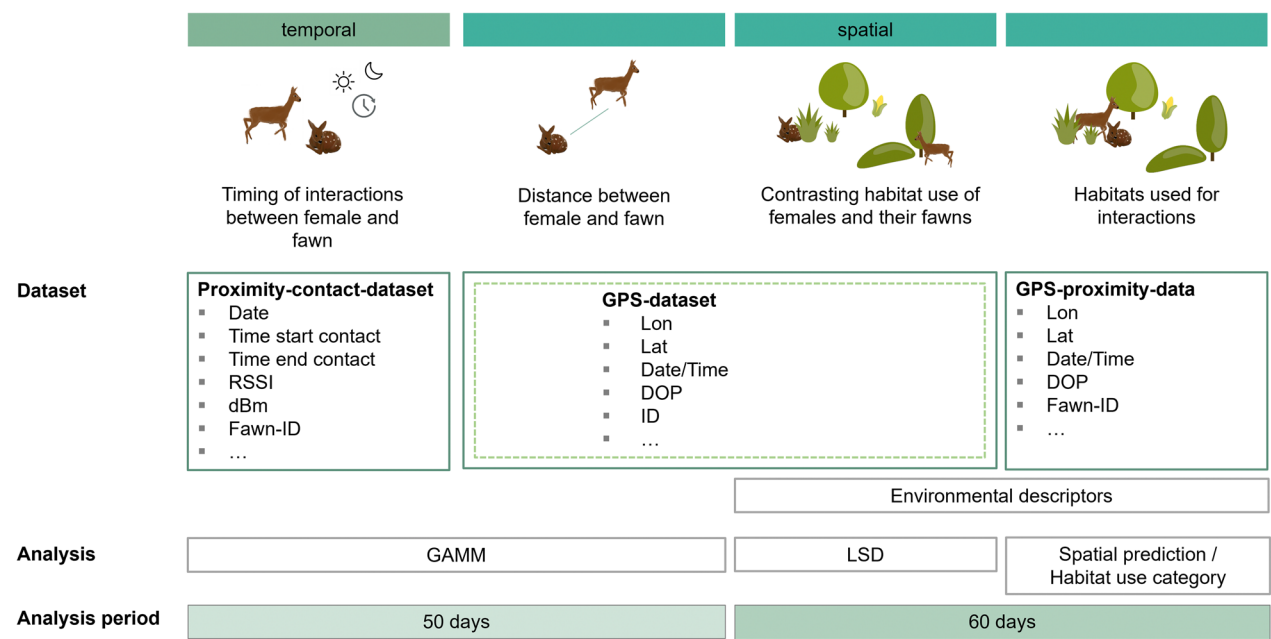 temporal
spatial
Timing of interactions
between female and
fawn
Distance between
female and fawn
Contrasting habitat use of
females and their fawns
Habitats used for
interactions
Dataset
Proximity-contact-dataset
▪ Date
▪ Time start contact
▪ Time end contact
▪ RSSI
▪ dBm
▪ Fawn-ID
▪ …
GPS-dataset
▪ Lon
▪ Lat
▪ Date/Time
▪ DOP
▪ ID
▪ …
GPS-proximity-data
▪ Lon
▪ Lat
▪ Date/Time
▪ DOP
▪ Fawn-ID
▪ …
Environmental descriptors
Analysis
GAMM
LSD
Spatial prediction /
Habitat use category
Analysis period
50 days
60 days